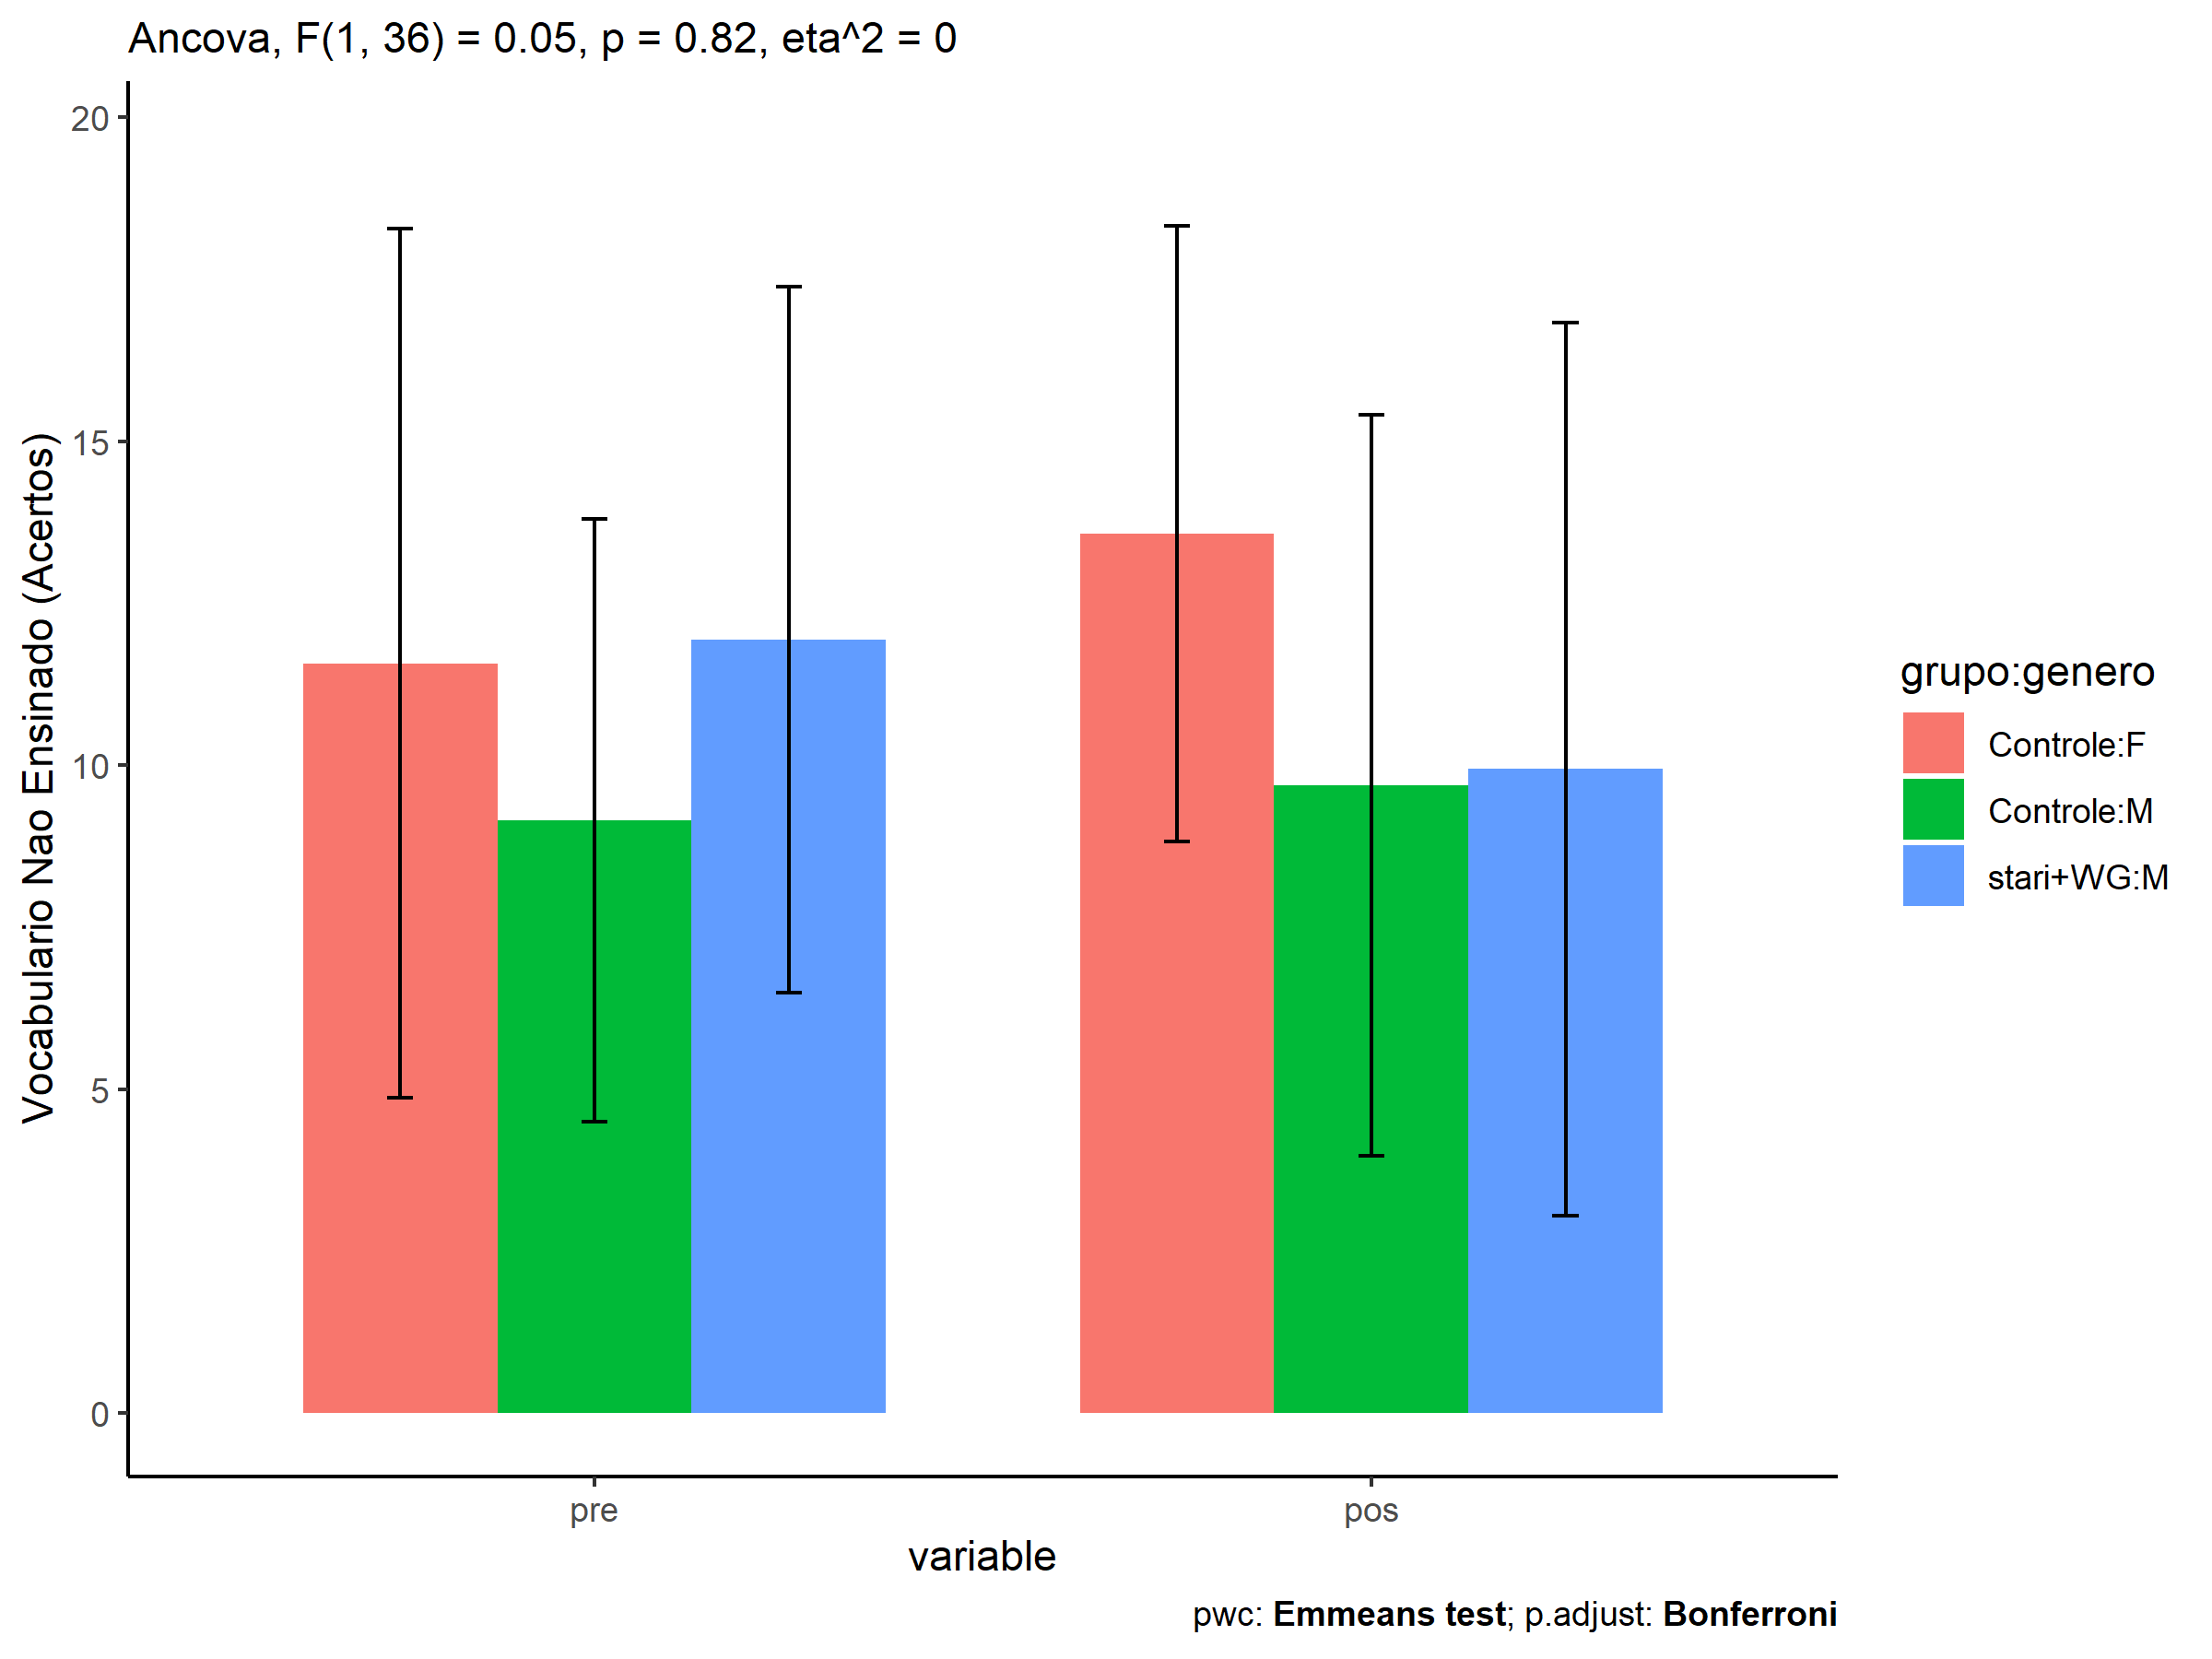 Ancova, F(1, 36) = 0.05, p = 0.82, eta^2 = 0
Vocabulario Nao Ensinado (Acertos)
20
15
10
5
0
pre
pos
variable
grupo:genero
Controle:F
Controle:M
stari+WG:M
pwc: Emmeans test; p.adjust: Bonferroni